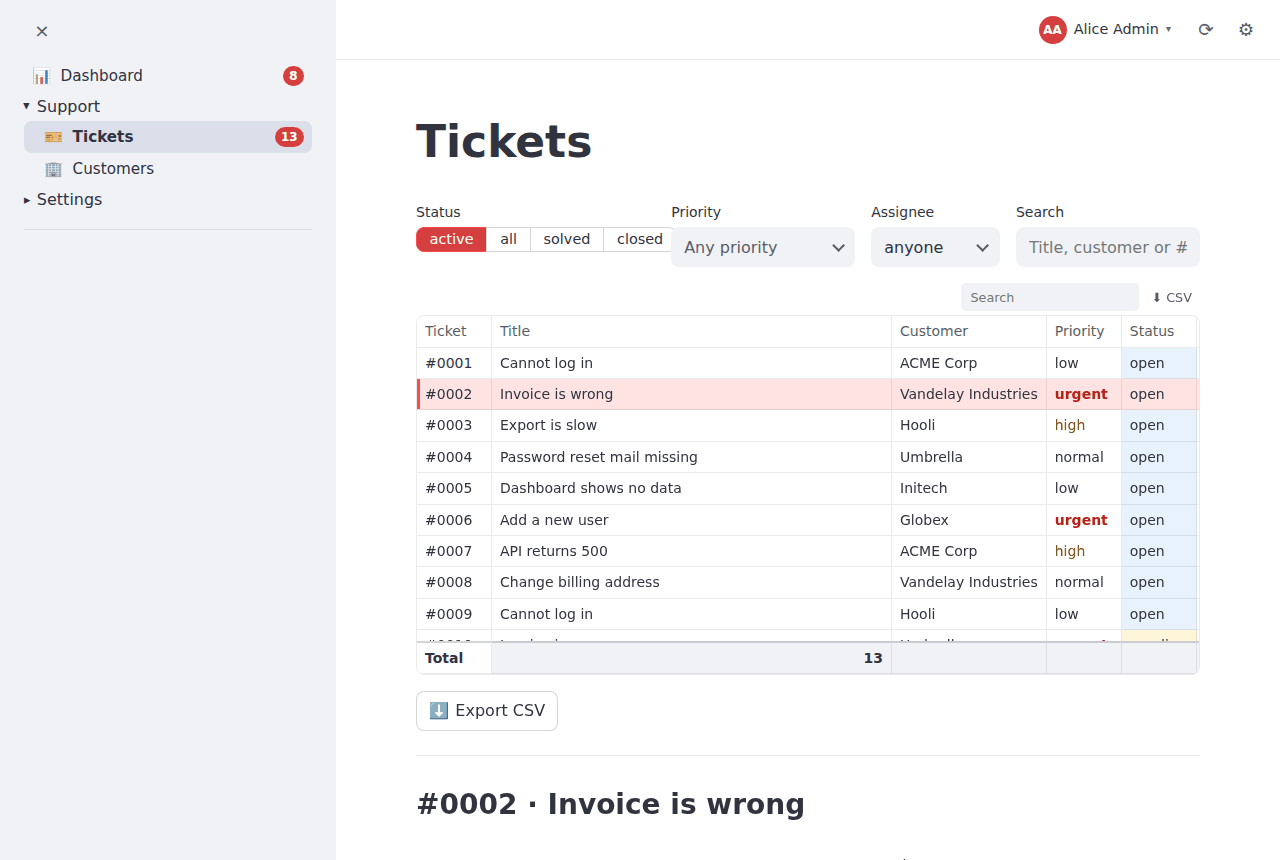 ×
AA Alice Admin ▾ ⟳ ⚙
📊 Dashboard 8
▾ Support
🎫 Tickets 13
🏢 Customers
▸ Settings
Tickets
Status Priority Assignee Search
active all solved closed Any priority anyone Title, customer or #
Search ⬇ CSV
Ticket Title Customer Priority Status
#0001 Cannot log in ACME Corp low open
#0002 Invoice is wrong Vandelay Industries urgent open
#0003 Export is slow Hooli high open
#0004 Password reset mail missing Umbrella normal open
#0005 Dashboard shows no data Initech low open
#0006 Add a new user Globex urgent open
#0007 API returns 500 ACME Corp high open
#0008 Change billing address Vandelay Industries normal open
#0009 Cannot log in Hooli low open
Total 13
⬇️ Export CSV
#0002 · Invoice is wrong